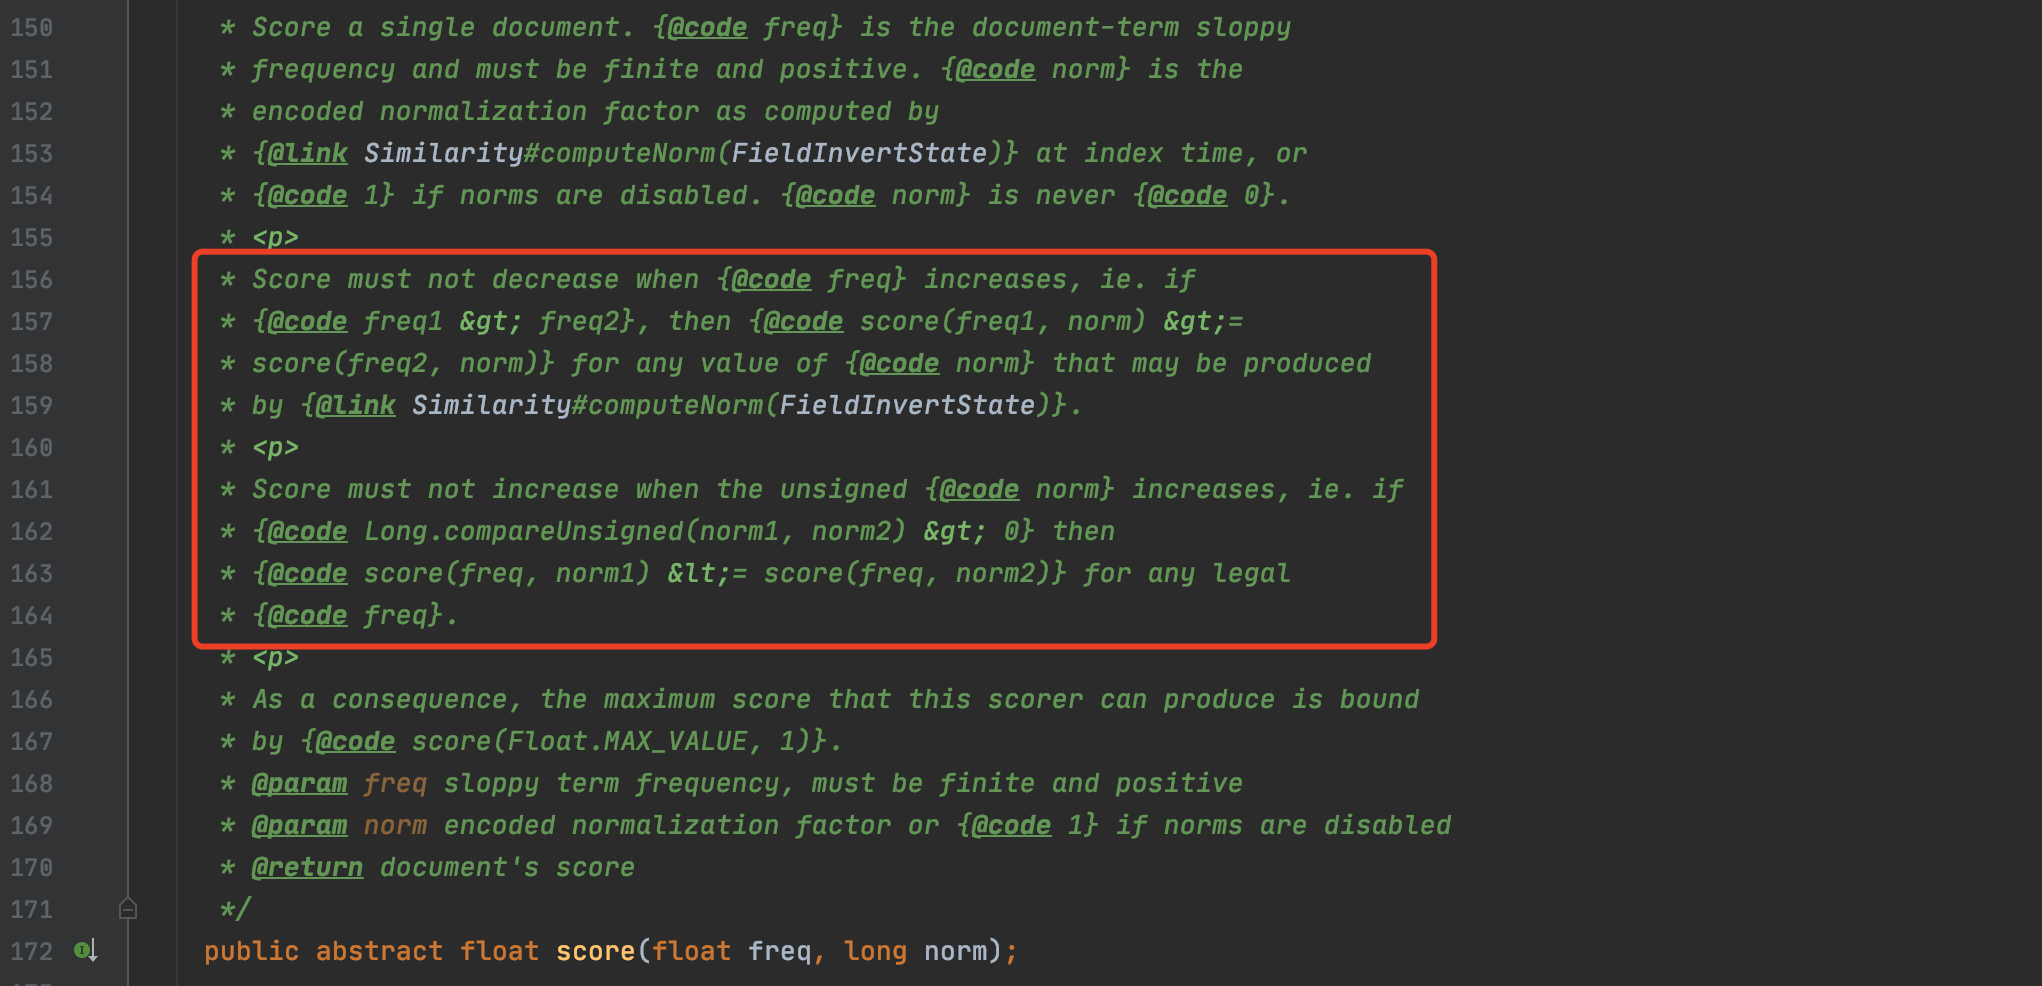 150 * Score a single document. {@code freq} is the document-term sloppy
151 * frequency and must be finite and positive. {@code norm} is the
152 * encoded normalization factor as computed by
153 * {@link Similarity#computeNorm(FieldInvertState)} at index time, or
154 * {@code 1} if norms are disabled. {@code norm} is never {@code 0}.
155 * <p>
156 * Score must not decrease when {@code freq} increases, ie. if
157 * {@code freq1 &gt; freq2}, then {@code score(freq1, norm) &gt;=
158 * score(freq2, norm)} for any value of {@code norm} that may be produced
159 * by {@link Similarity#computeNorm(FieldInvertState)}.
160 * <p>
161 * Score must not increase when the unsigned {@code norm} increases, ie. if
162 * {@code Long.compareUnsigned(norm1, norm2) &gt; 0} then
163 * {@code score(freq, norm1) &lt;= score(freq, norm2)} for any legal
164 * {@code freq}.
165 * <p>
166 * As a consequence, the maximum score that this scorer can produce is bound
167 * by {@code score(Float.MAX_VALUE, 1)}.
168 * @param freq sloppy term frequency, must be finite and positive
169 * @param norm encoded normalization factor or {@code 1} if norms are disabled
170 * @return document's score
171 */
172 public abstract float score(float freq, long norm);